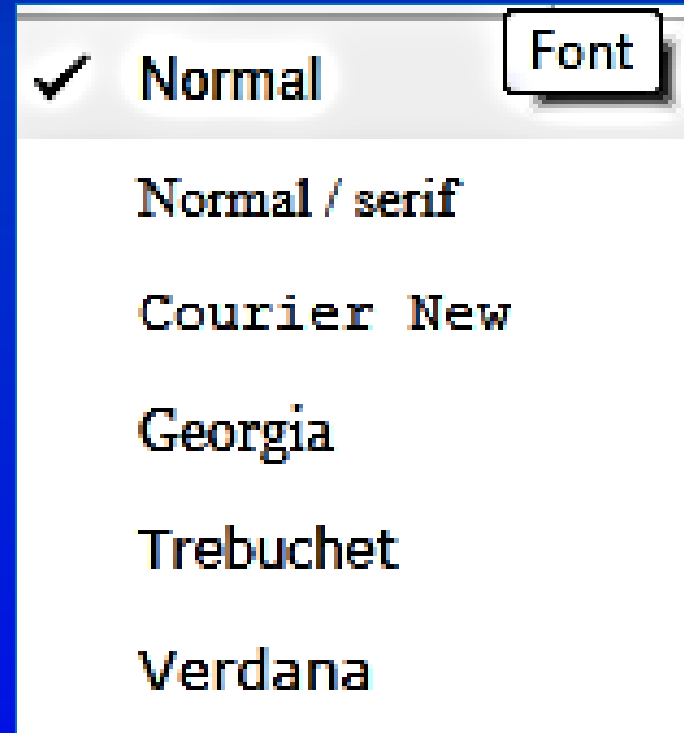 Font
Normal
Normal / serif
Courier New
Georgia
Trebuchet
Verdana